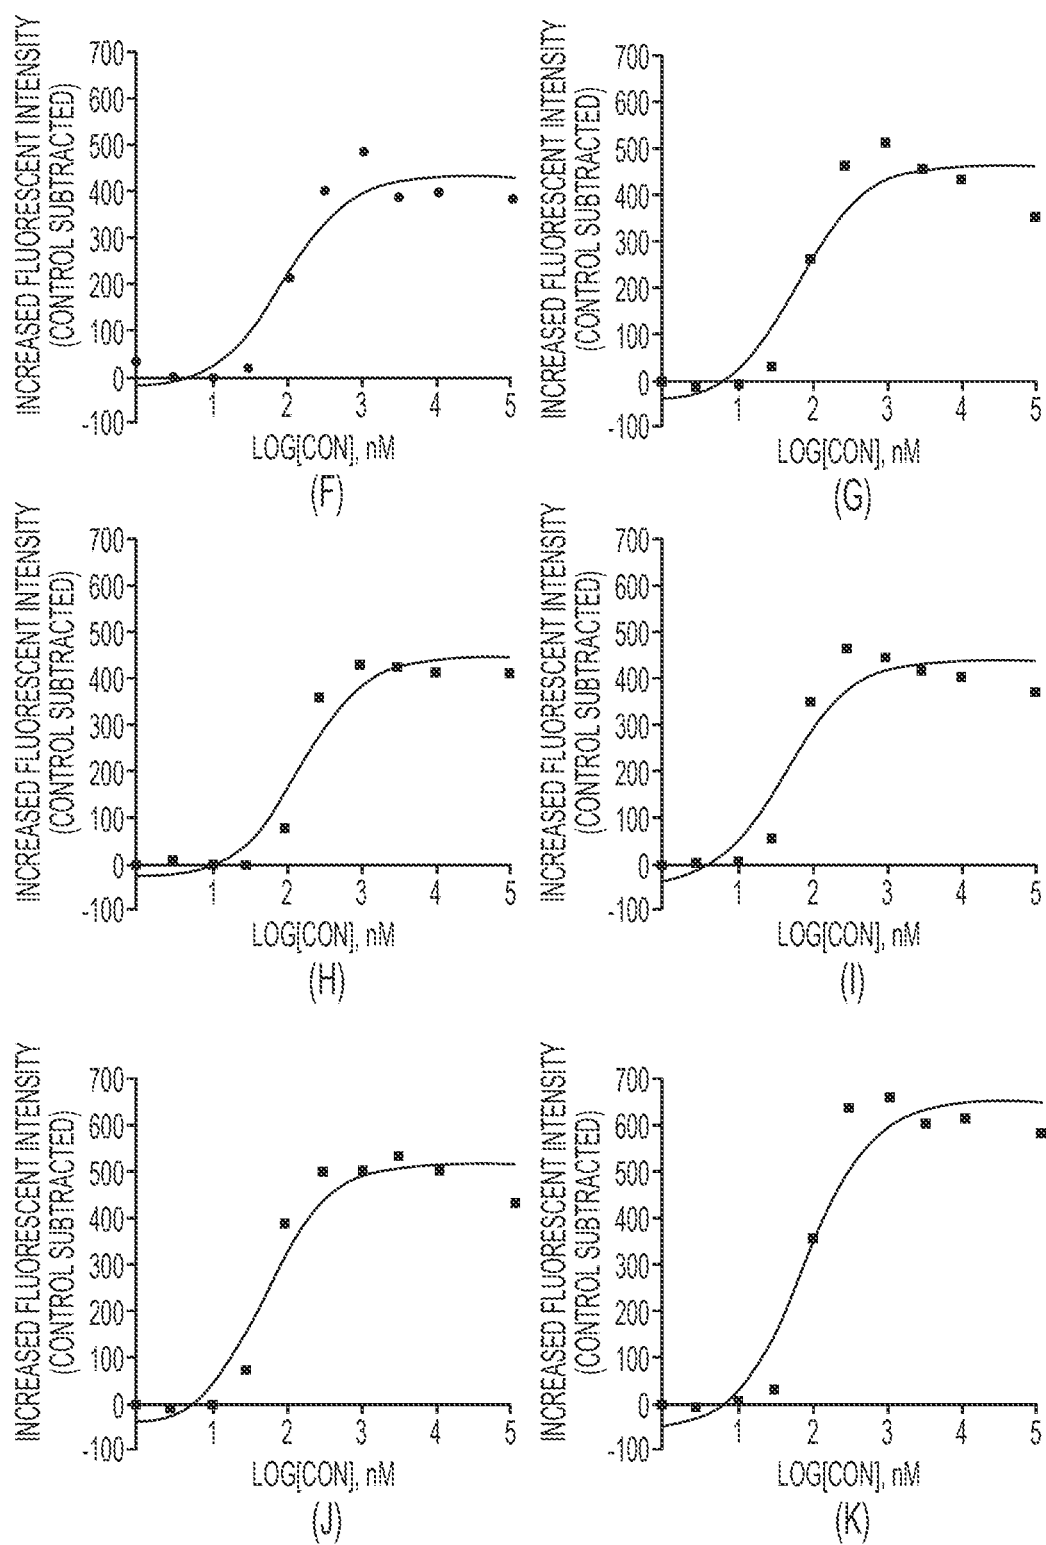 INCREASED FLUORESCENT INTENSITY
(CONTROL SUBTRACTED)
700
600
500
400
300
200
100
0
-100
1 2 3 4 5
LOG[CON], nM
(F)
INCREASED FLUORESCENT INTENSITY
(CONTROL SUBTRACTED)
700
600
500
400
300
200
100
0
-100
1 2 3 4 5
LOG[CON], nM
(G)
INCREASED FLUORESCENT INTENSITY
(CONTROL SUBTRACTED)
700
600
500
400
300
200
100
0
-100
1 2 3 4 5
LOG[CON], nM
(H)
INCREASED FLUORESCENT INTENSITY
(CONTROL SUBTRACTED)
700
600
500
400
300
200
100
0
-100
1 2 3 4 5
LOG[CON], nM
(I)
INCREASED FLUORESCENT INTENSITY
(CONTROL SUBTRACTED)
700
600
500
400
300
200
100
0
-100
1 2 3 4 5
LOG[CON], nM
(J)
INCREASED FLUORESCENT INTENSITY
(CONTROL SUBTRACTED)
700
600
500
400
300
200
100
0
-100
1 2 3 4 5
LOG[CON], nM
(K)